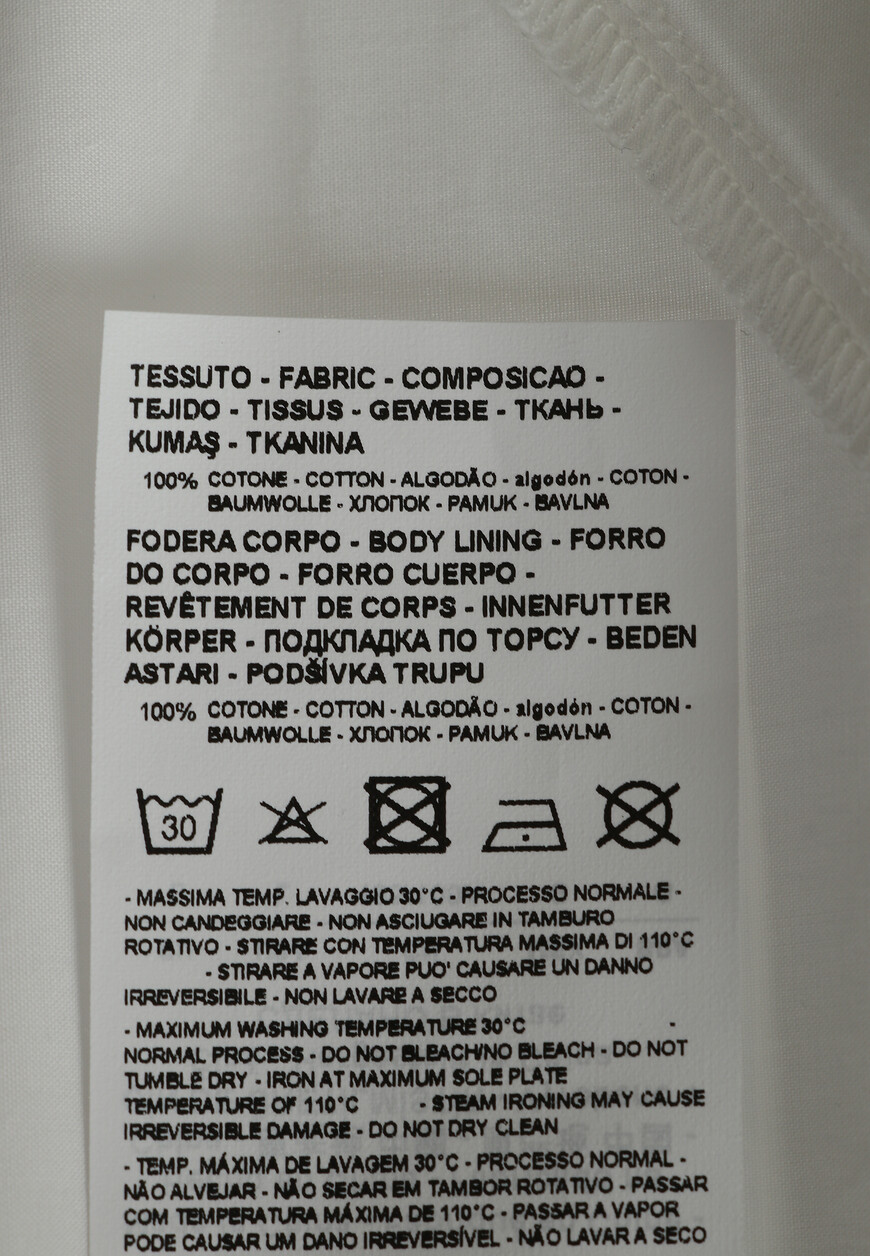 TESSUTO - FABRIC - COMPOSICAO -
TEJIDO - TISSUS - GEWEBE - ТКАНЬ -
KUMAŞ - TKANINA
100% COTONE - COTTON - ALGODÃO - algodón - COTON -
BAUMWOLLE - ХЛОПОК - PAMUK - BAVLNA
FODERA CORPO - BODY LINING - FORRO
DO CORPO - FORRO CUERPO -
REVÊTEMENT DE CORPS - INNENFUTTER
KÖRPER - ПОДКЛАДКА ПО ТОРСУ - BEDEN
ASTARI - PODŠÍVKA TRUPU
100% COTONE - COTTON - ALGODÃO - algodón - COTON -
BAUMWOLLE - ХЛОПОК - PAMUK - BAVLNA
30
- MASSIMA TEMP. LAVAGGIO 30°C - PROCESSO NORMALE -
NON CANDEGGIARE - NON ASCIUGARE IN TAMBURO
ROTATIVO - STIRARE CON TEMPERATURA MASSIMA DI 110°C
- STIRARE A VAPORE PUO' CAUSARE UN DANNO
IRREVERSIBILE - NON LAVARE A SECCO
- MAXIMUM WASHING TEMPERATURE 30°C -
NORMAL PROCESS - DO NOT BLEACH/NO BLEACH - DO NOT
TUMBLE DRY - IRON AT MAXIMUM SOLE PLATE
TEMPERATURE OF 110°C - STEAM IRONING MAY CAUSE
IRREVERSIBLE DAMAGE - DO NOT DRY CLEAN
- TEMP. MÁXIMA DE LAVAGEM 30°C - PROCESSO NORMAL -
NÃO ALVEJAR - NÃO SECAR EM TAMBOR ROTATIVO - PASSAR
COM TEMPERATURA MÁXIMA DE 110°C - PASSAR A VAPOR
PODE CAUSAR UM DANO IRREVERSÍVEL - NÃO LAVAR A SECO